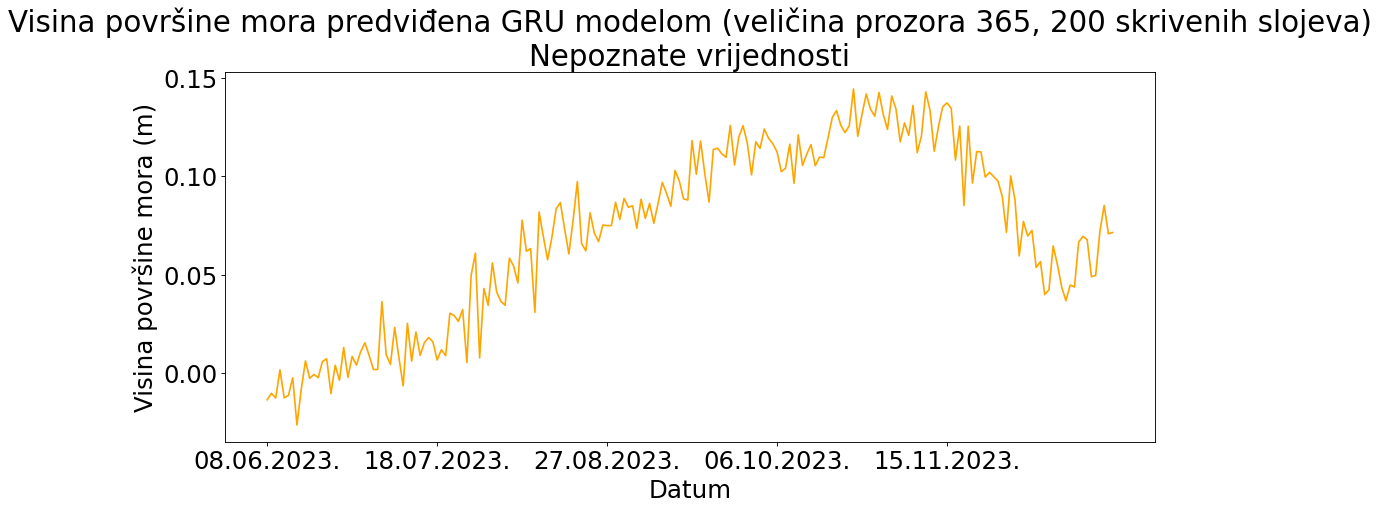 Visina površine mora predviđena GRU modelom (veličina prozora 365, 200 skrivenih slojeva)
Nepoznate vrijednosti
Visina površine mora (m)
0.15
0.10
0.05
0.00
08.06.2023. 18.07.2023. 27.08.2023. 06.10.2023. 15.11.2023.
Datum